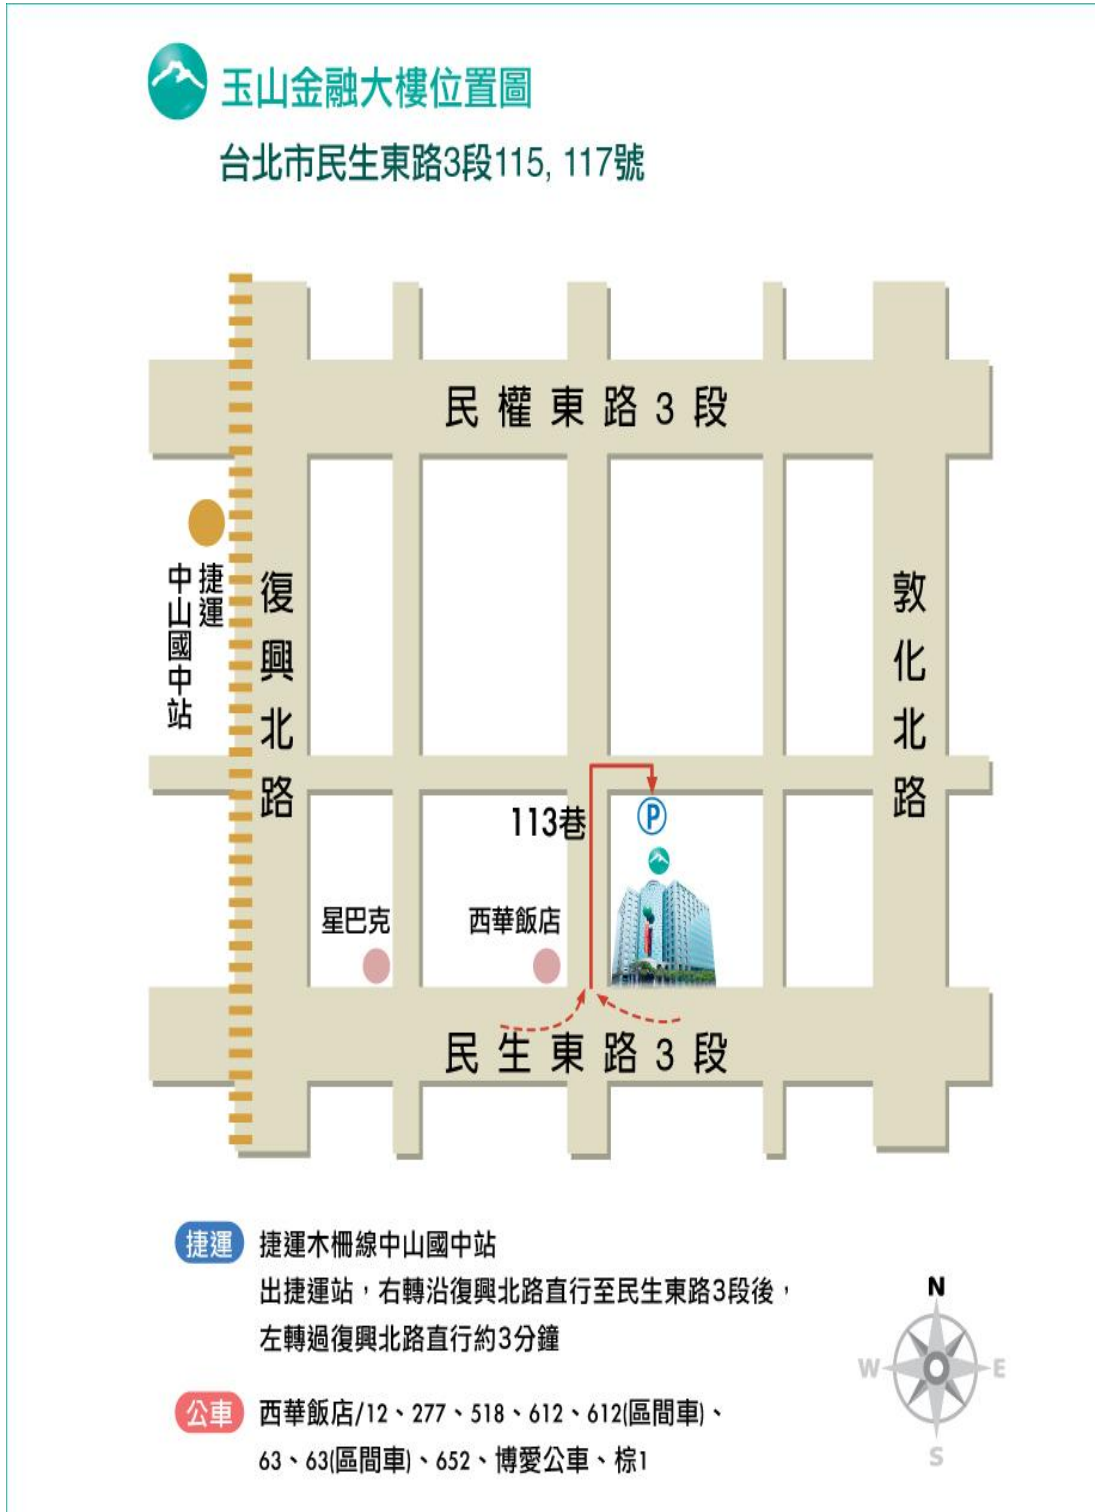 玉山金融大樓位置圖
台北市民生東路3段115, 117號
民權東路3段
捷運
中山國中站
復興北路
敦化北路
113巷
P
星巴克
西華飯店
民生東路3段
捷運 捷運木柵線中山國中站
出捷運站，右轉沿復興北路直行至民生東路3段後，
左轉過復興北路直行約3分鐘
公車 西華飯店/12、277、518、612、612(區間車)、
63、63(區間車)、652、博愛公車、棕1
N
W E
S